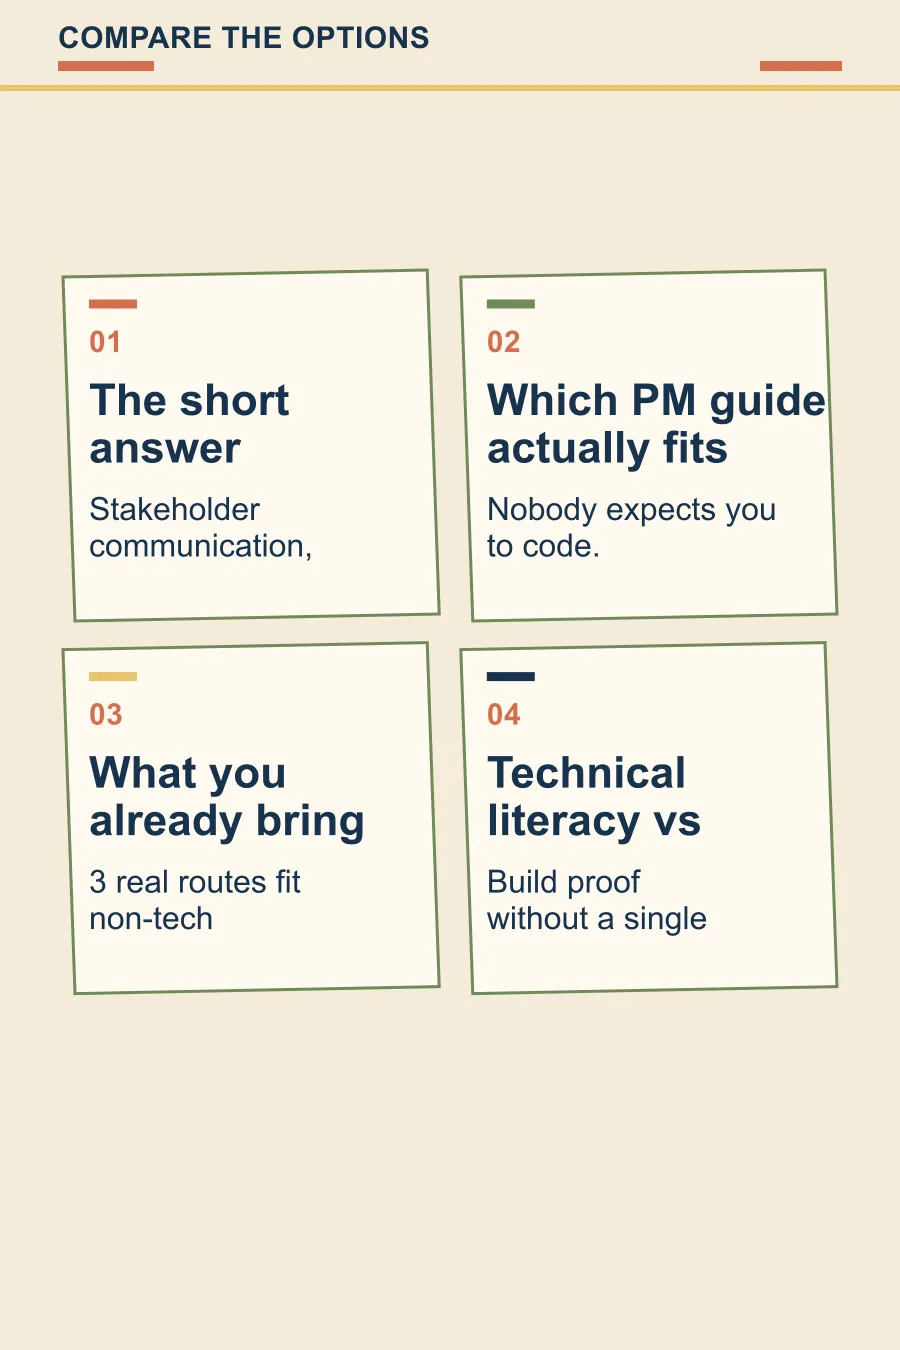 COMPARE THE OPTIONS
01
The short
answer
Stakeholder
communication,
02
Which PM guide
actually fits
Nobody expects you
to code.
03
What you
already bring
3 real routes fit
non-tech
04
Technical
literacy vs
Build proof
without a single